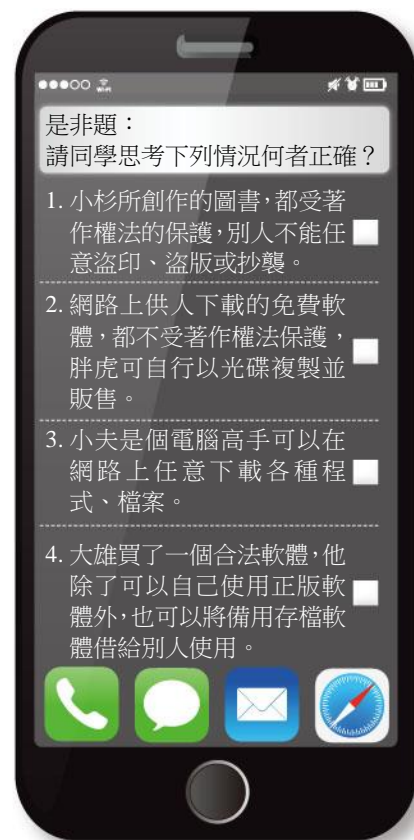 是非題：
請同學思考下列情況何者正確？
1. 小杉所創作的圖書，都受著
作權法的保護，別人不能任
意盜印、盜版或抄襲。
2. 網路上供人下載的免費軟
體，都不受著作權法保護，
胖虎可自行以光碟複製並
販售。
3. 小夫是個電腦高手可以在
網路上任意下載各種程
式、檔案。
4. 大雄買了一個合法軟體，他
除了可以自己使用正版軟
體外，也可以將備用存檔軟
體借給別人使用。